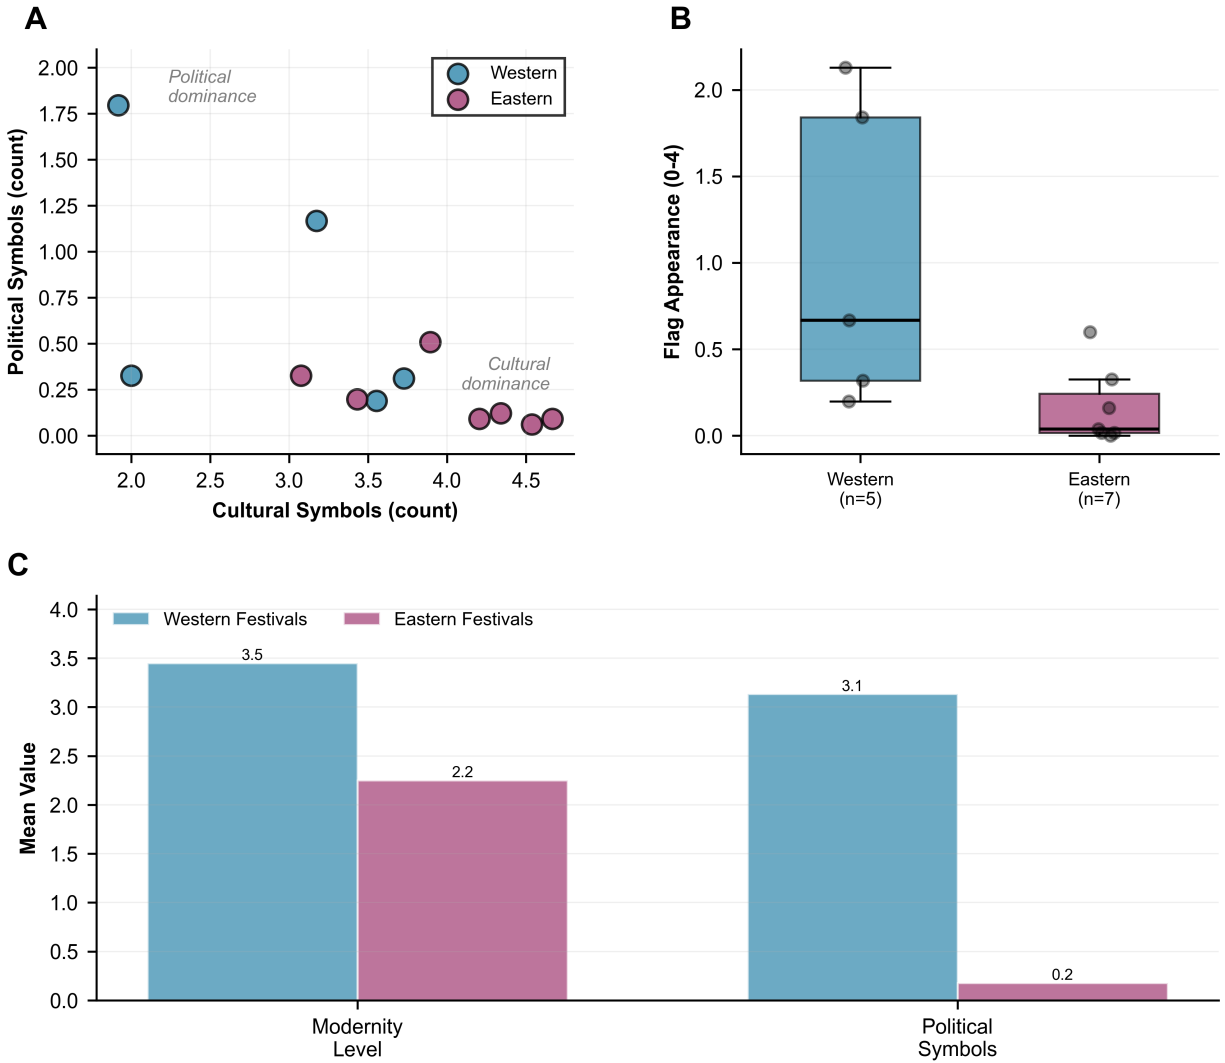 A
Political Symbols (count)
2.00
1.75
1.50
1.25
1.00
0.75
0.50
0.25
0.00
Political
dominance
Western
Eastern
Cultural
dominance
2.0 2.5 3.0 3.5 4.0 4.5
Cultural Symbols (count)
B
Flag Appearance (0-4)
2.0
1.5
1.0
0.5
0.0
Western
(n=5)
Eastern
(n=7)
C
Mean Value
4.0
3.5
3.0
2.5
2.0
1.5
1.0
0.5
0.0
Western Festivals Eastern Festivals
3.5
2.2
3.1
0.2
Modernity
Level
Political
Symbols